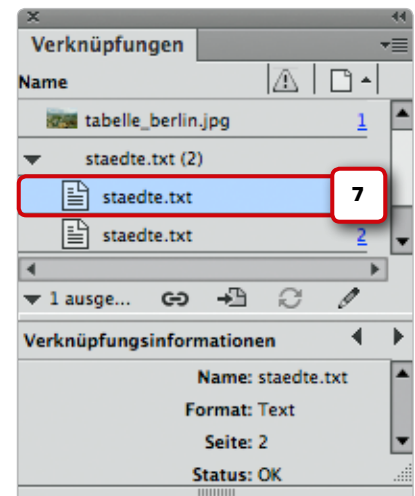 Verknüpfungen
Name
tabelle_berlin.jpg 1
staedte.txt (2)
staedte.txt 7
staedte.txt 2
1 ausge...
Verknüpfungsinformationen
Name: staedte.txt
Format: Text
Seite: 2
Status: OK